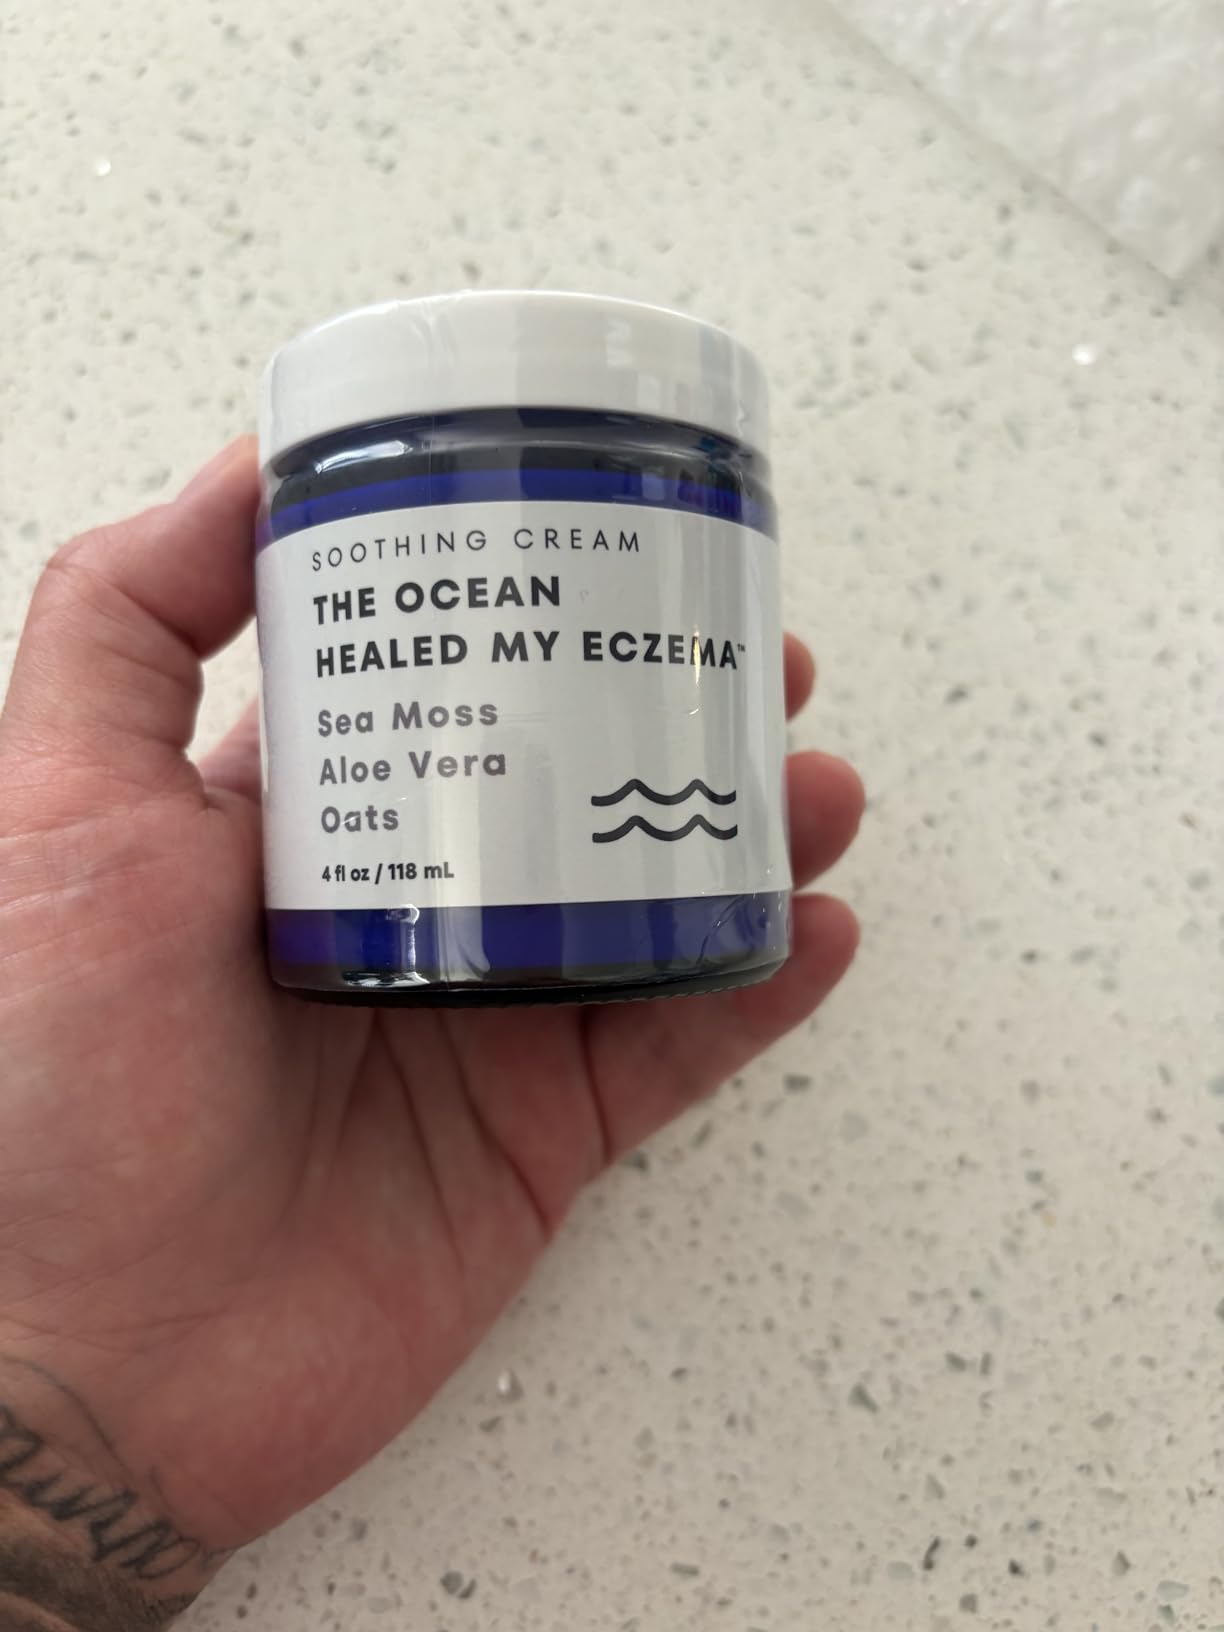 SOOTHING CREAM
THE OCEAN
HEALED MY ECZEMA™
Sea Moss
Aloe Vera
Oats
4 fl oz / 118 mL